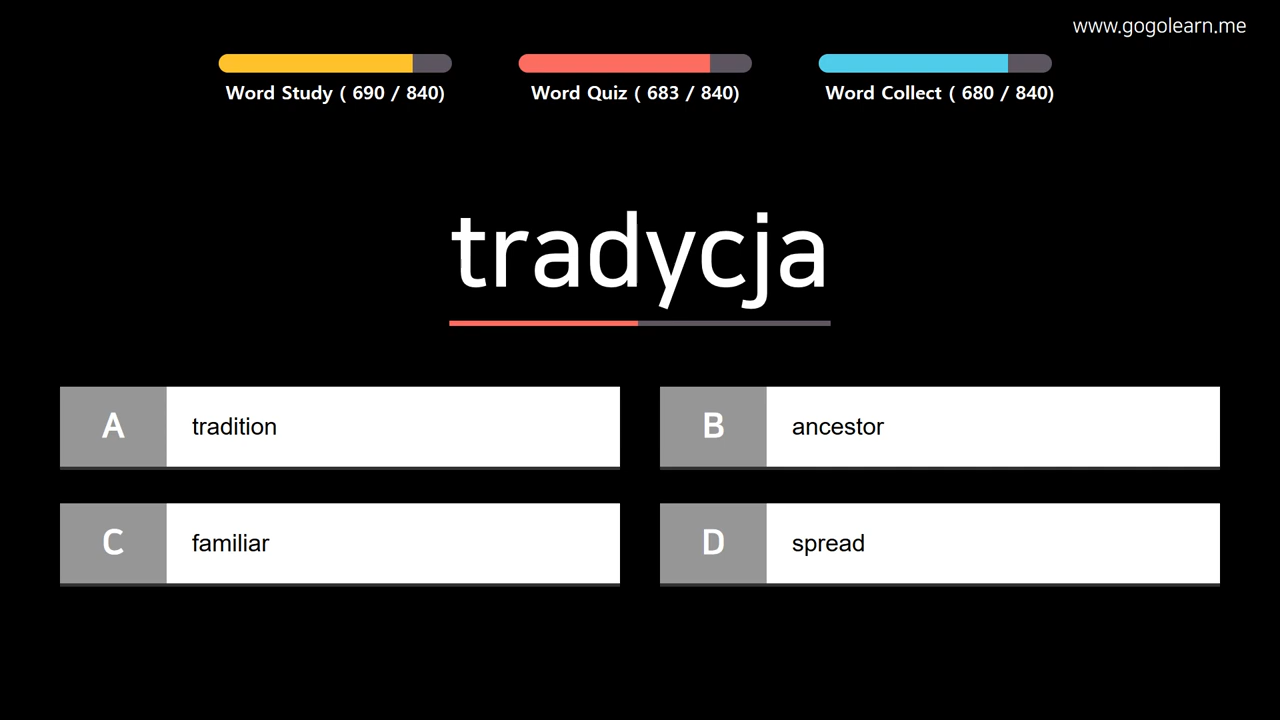 www.gogolearn.me
Word Study ( 690 / 840)
Word Quiz ( 683 / 840)
Word Collect ( 680 / 840)
tradycja
A tradition
B ancestor
C familiar
D spread